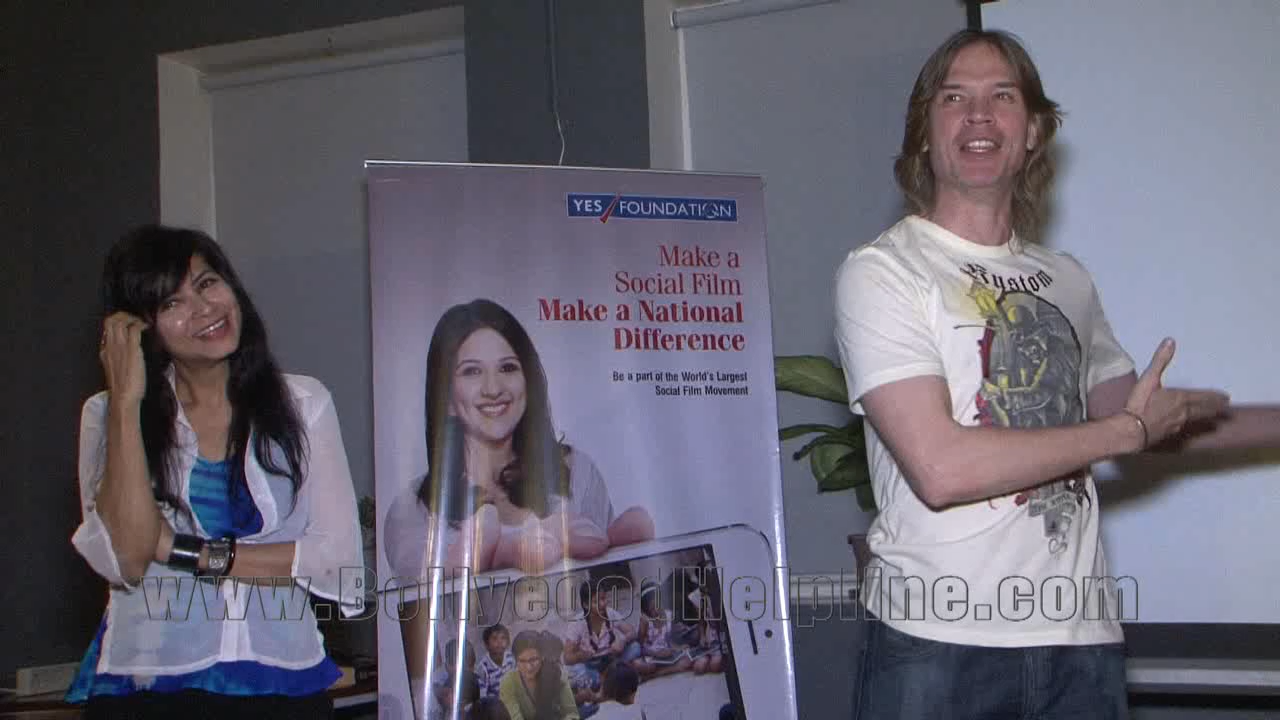 YES FOUNDATION
Make a
Social Film
Make a National
Difference
Be a part of the World's Largest
Social Film Movement
Kustom
www.BollywoodHelpline.com